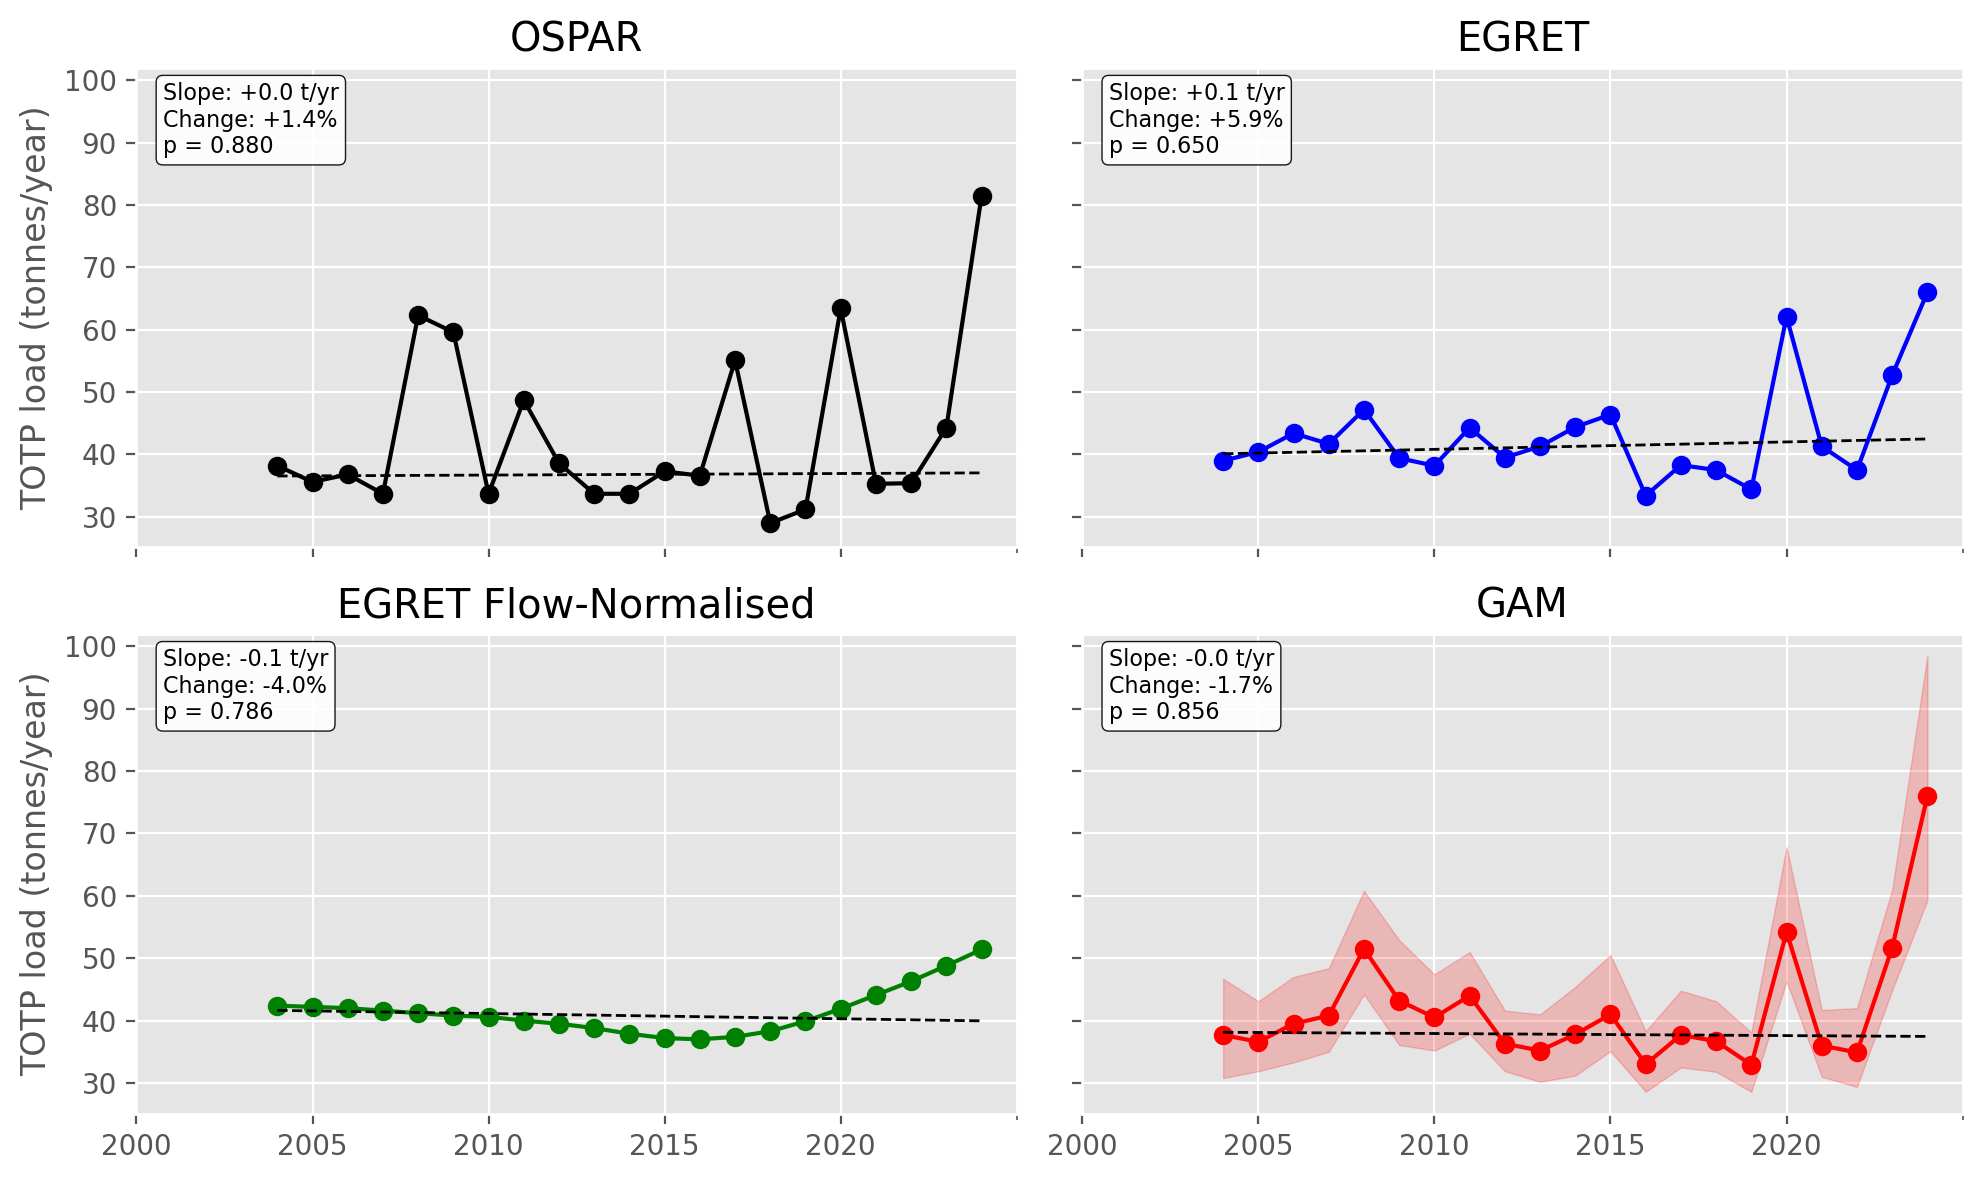 OSPAR
TOTP load (tonnes/year)
100
90
80
70
60
50
40
30
Slope: +0.0 t/yr
Change: +1.4%
p = 0.880
EGRET
Slope: +0.1 t/yr
Change: +5.9%
p = 0.650
EGRET Flow-Normalised
TOTP load (tonnes/year)
100
90
80
70
60
50
40
30
Slope: -0.1 t/yr
Change: -4.0%
p = 0.786
2000 2005 2010 2015 2020
GAM
Slope: -0.0 t/yr
Change: -1.7%
p = 0.856
2000 2005 2010 2015 2020